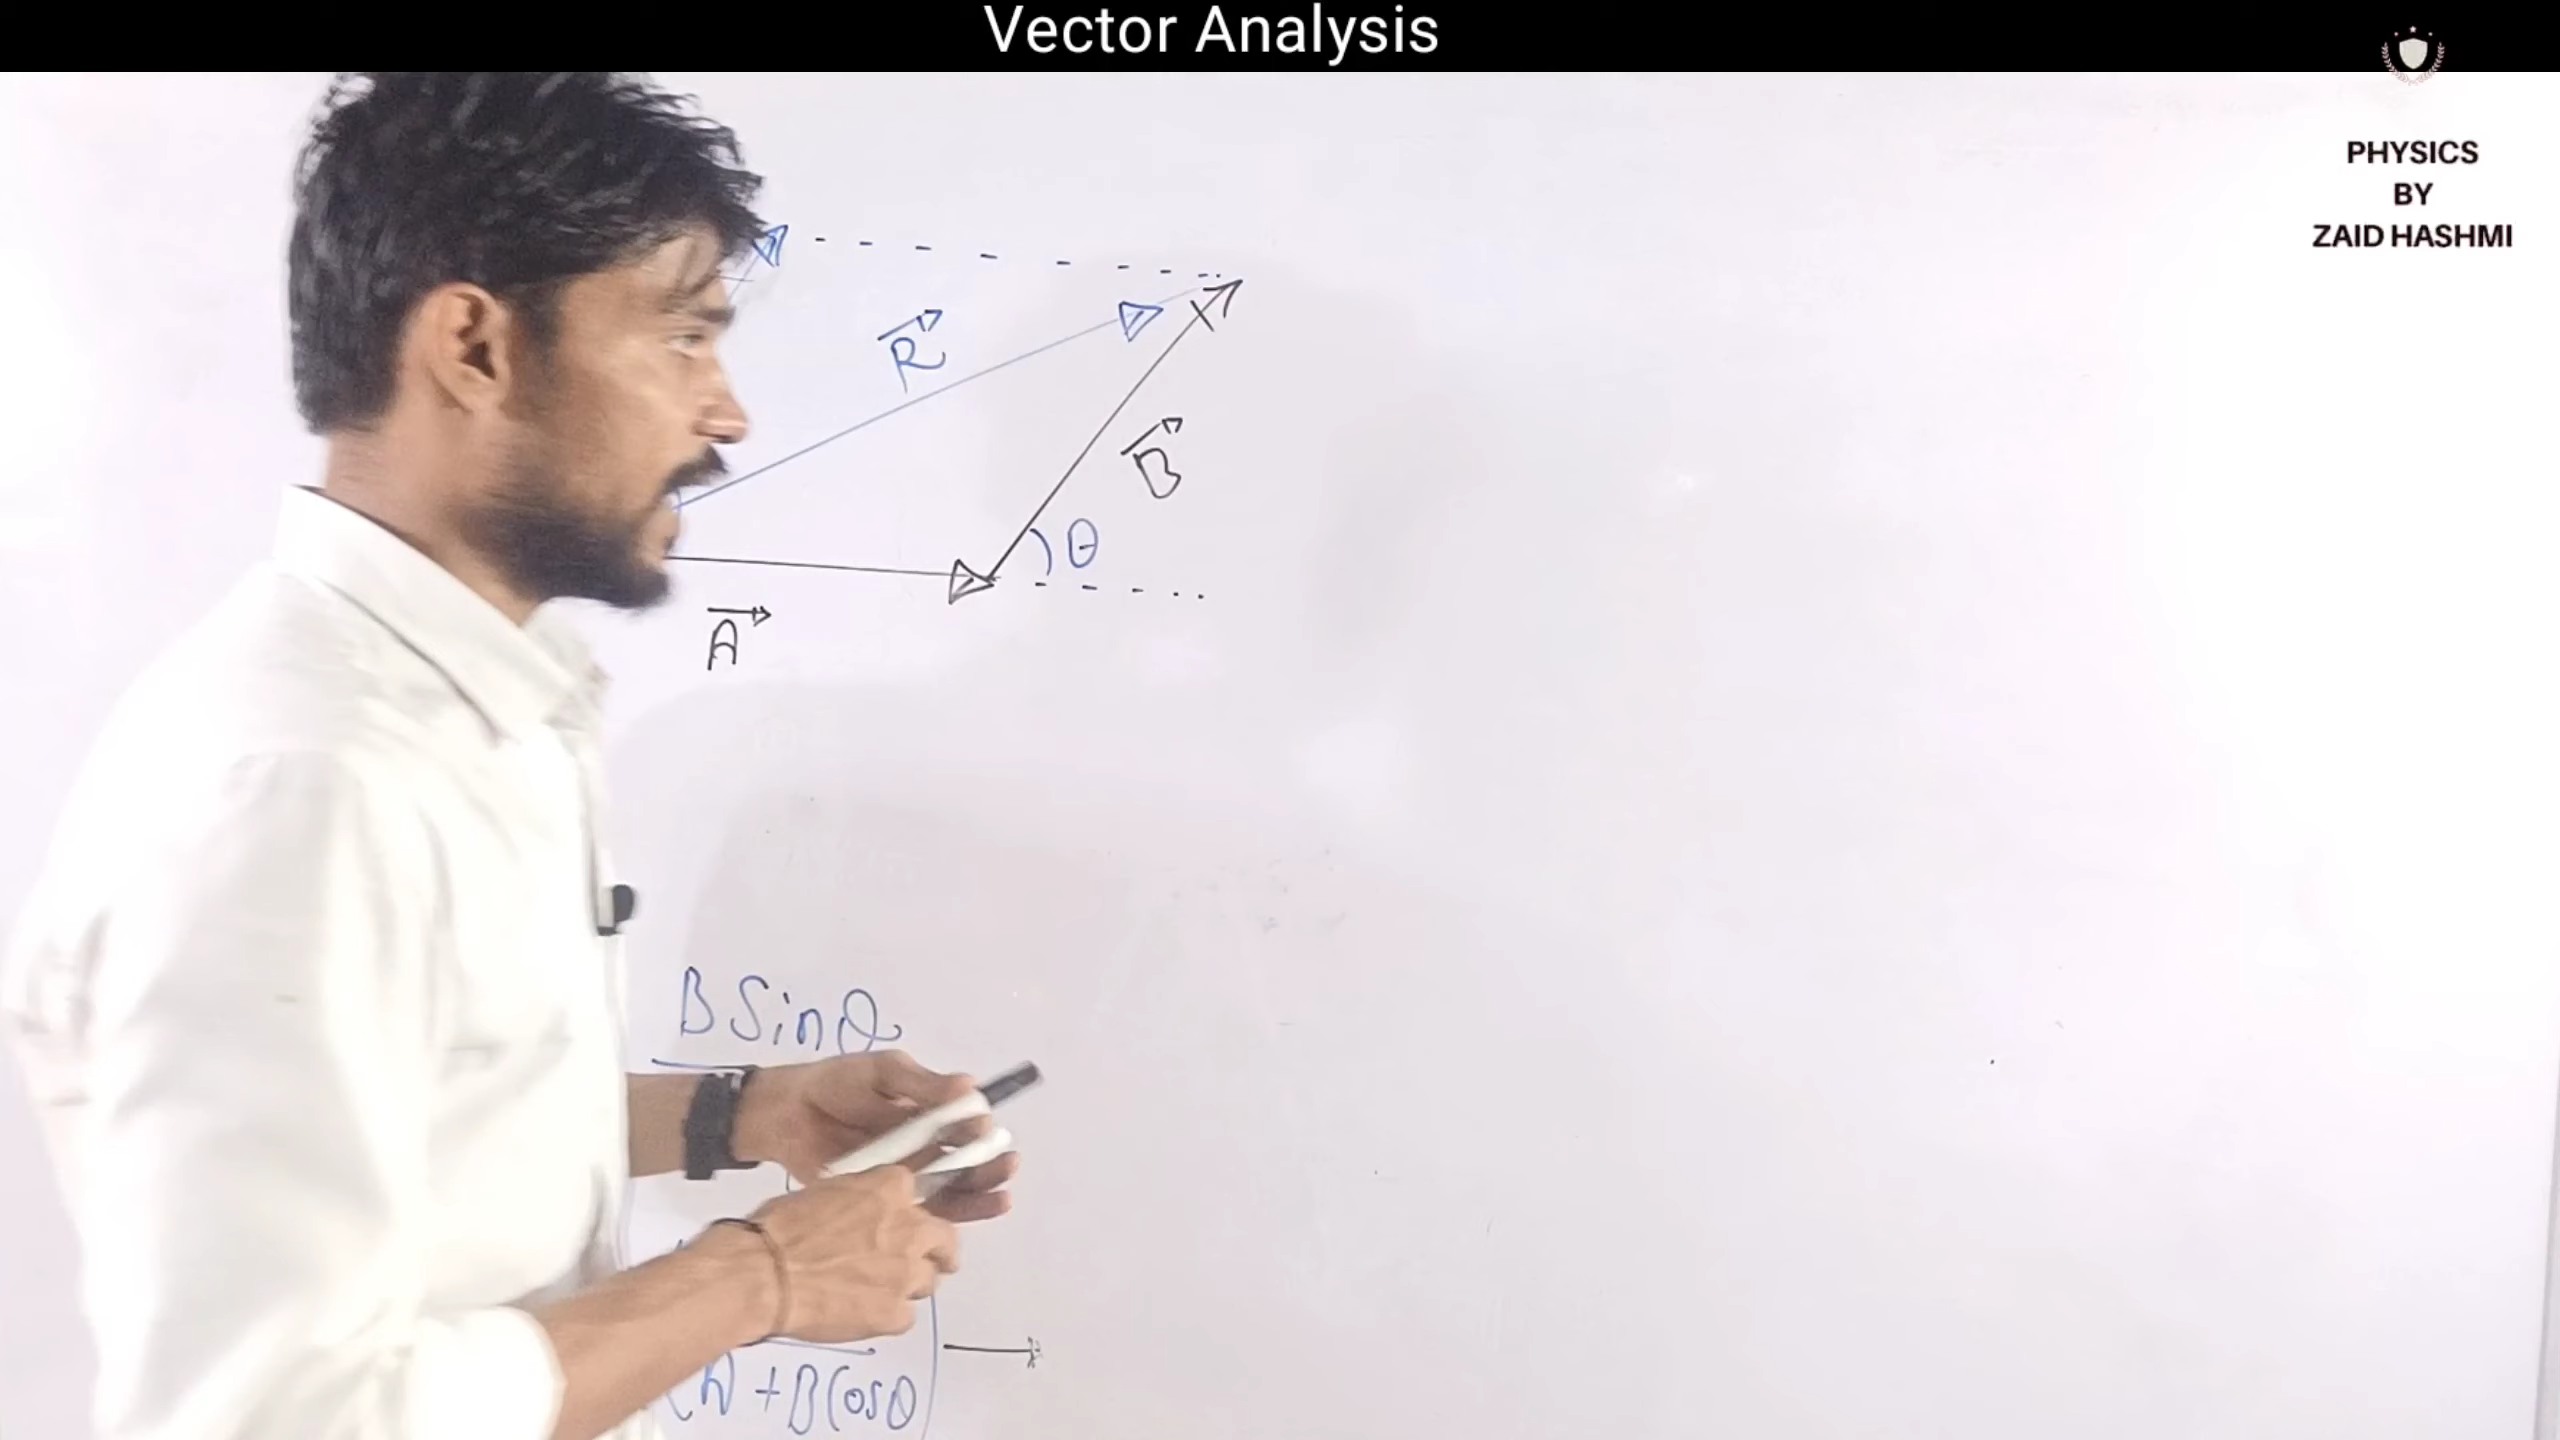 Vector Analysis
PHYSICS
BY
ZAID HASHMI
R
B
θ
A
B Sinθ
A + B Cosθ